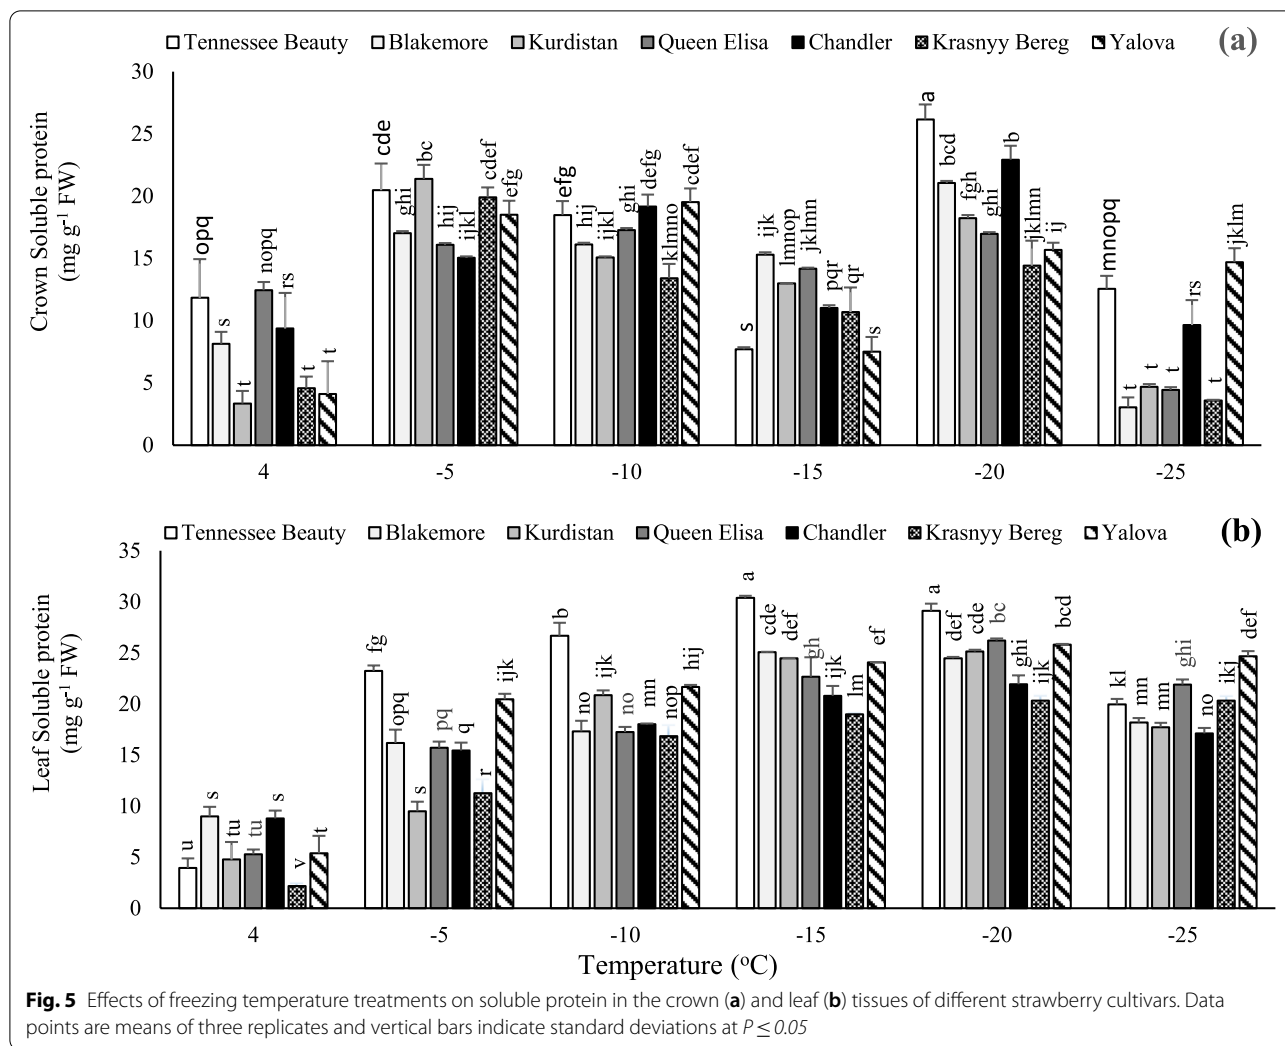 Tennessee Beauty Blakemore Kurdistan Queen Elisa Chandler Krasnyy Bereg Yalova (a)
Crown Soluble protein
(mg g-1 FW)
30
25
20
15
10
5
0
opq s t nopq rs t t
cde ghi bc hij ijkl cdef efg
efg hij ijkl ghi defg klmno cdef
s ijk lmnop jklmn pqr qr s
a bcd fgh ghi b jklmn ij
mnopq t t t rs t jklm
4 -5 -10 -15 -20 -25
Tennessee Beauty Blakemore Kurdistan Queen Elisa Chandler Krasnyy Bereg Yalova (b)
Leaf Soluble protein
(mg g-1 FW)
35
30
25
20
15
10
5
0
u s tu tu s v t
fg opq s pq q r ijk
b no ijk no mn nop hij
a cde def gh ijk lm ef
a def cde bc ghi ijk bcd
kl mn mn ghi no ikj def
4 -5 -10 -15 -20 -25
Temperature (oC)
Fig. 5 Effects of freezing temperature treatments on soluble protein in the crown (a) and leaf (b) tissues of different strawberry cultivars. Data
points are means of three replicates and vertical bars indicate standard deviations at P ≤ 0.05